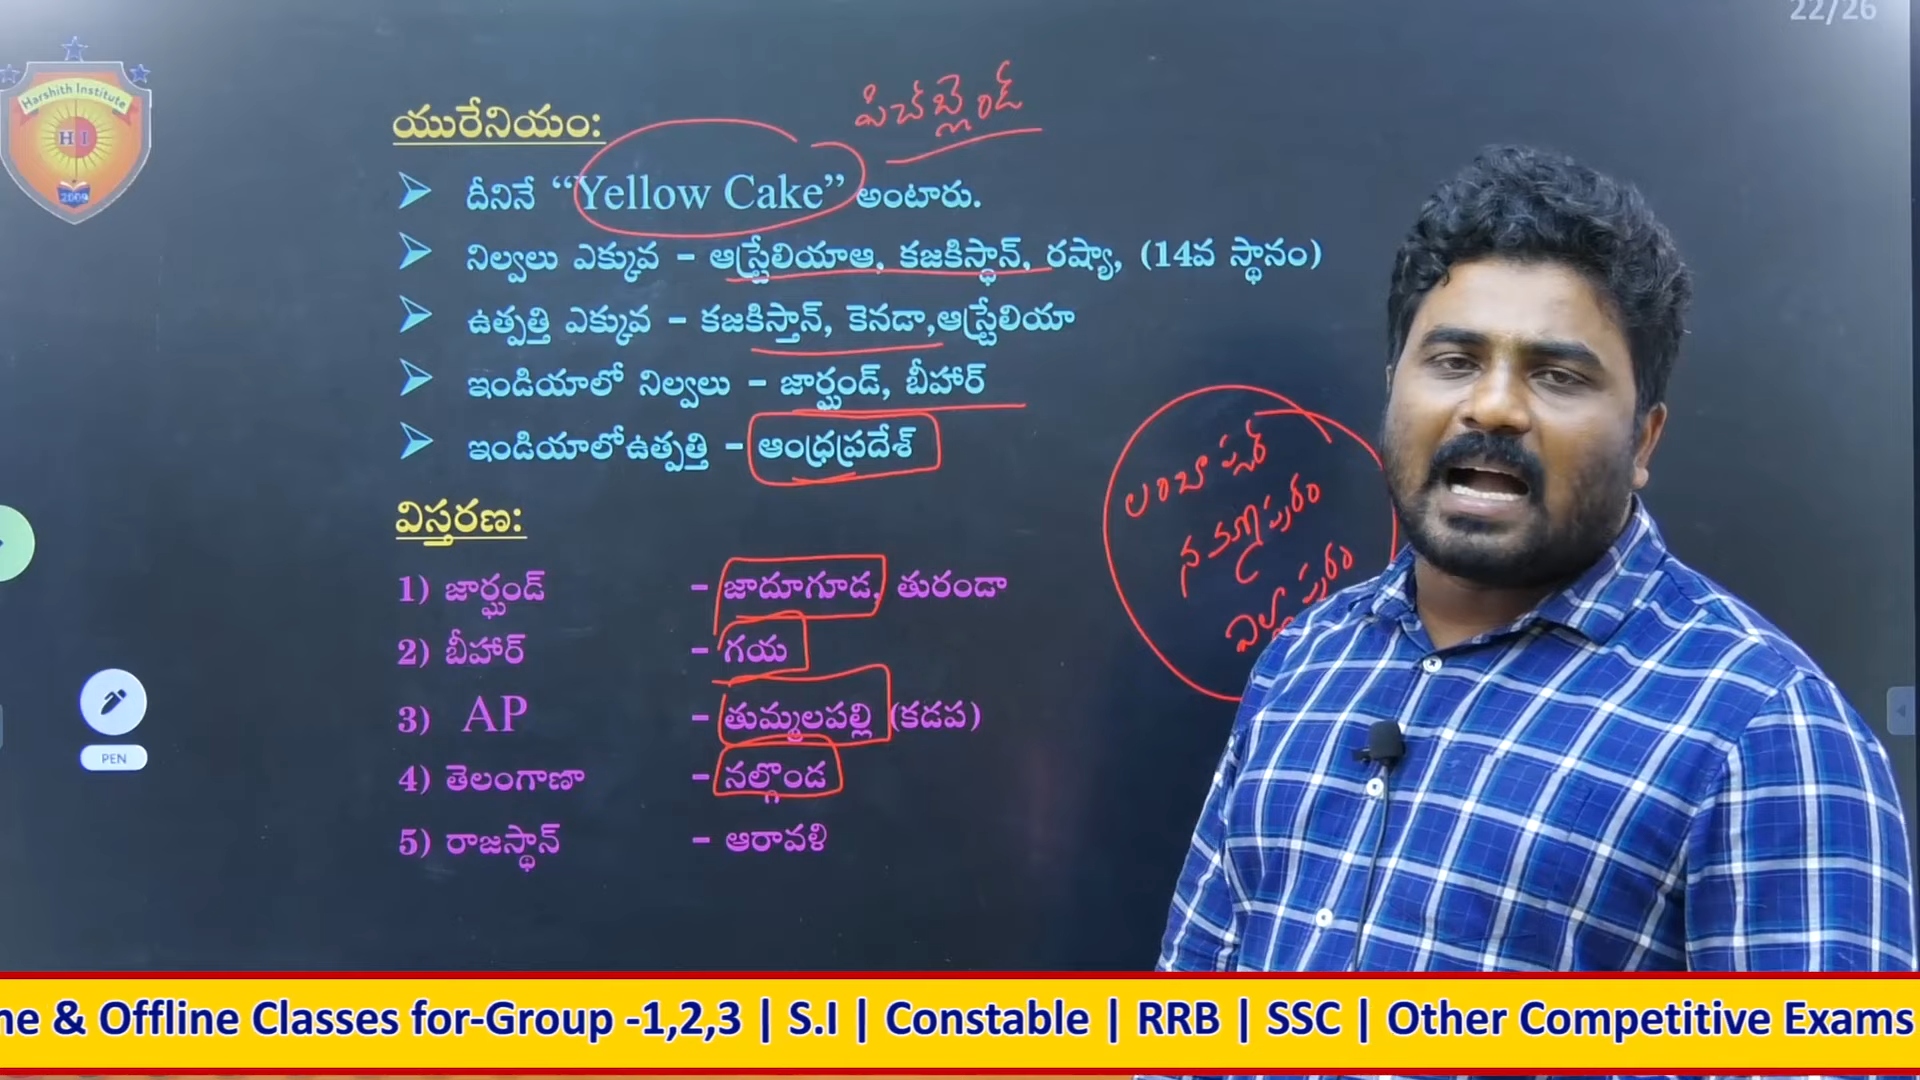 22/26
Harshith Institute
H I
2009
యురేనియం:
పిచ్‌బ్లెండ్
దీనినే “Yellow Cake” అంటారు.
నిల్వలు ఎక్కువ – ఆస్ట్రేలియాఆ, కజకిస్థాన్, రష్యా, (14వ స్థానం)
ఉత్పత్తి ఎక్కువ – కజకిస్తాన్, కెనడా,ఆస్ట్రేలియా
ఇండియాలో నిల్వలు – జార్ఖండ్, బీహార్
ఇండియాలోఉత్పత్తి – ఆంధ్రప్రదేశ్
లంబాపూర్
విస్తరణ:
1) జార్ఖండ్ – జాదూగూడ, తురండా
2) బీహార్ – గయ
3) AP – తుమ్మలపల్లి (కడప)
4) తెలంగాణా – నల్గొండ
5) రాజస్థాన్ – ఆరావళి
PEN
ne & Offline Classes for-Group -1,2,3 | S.I | Constable | RRB | SSC | Other Competitive Exams